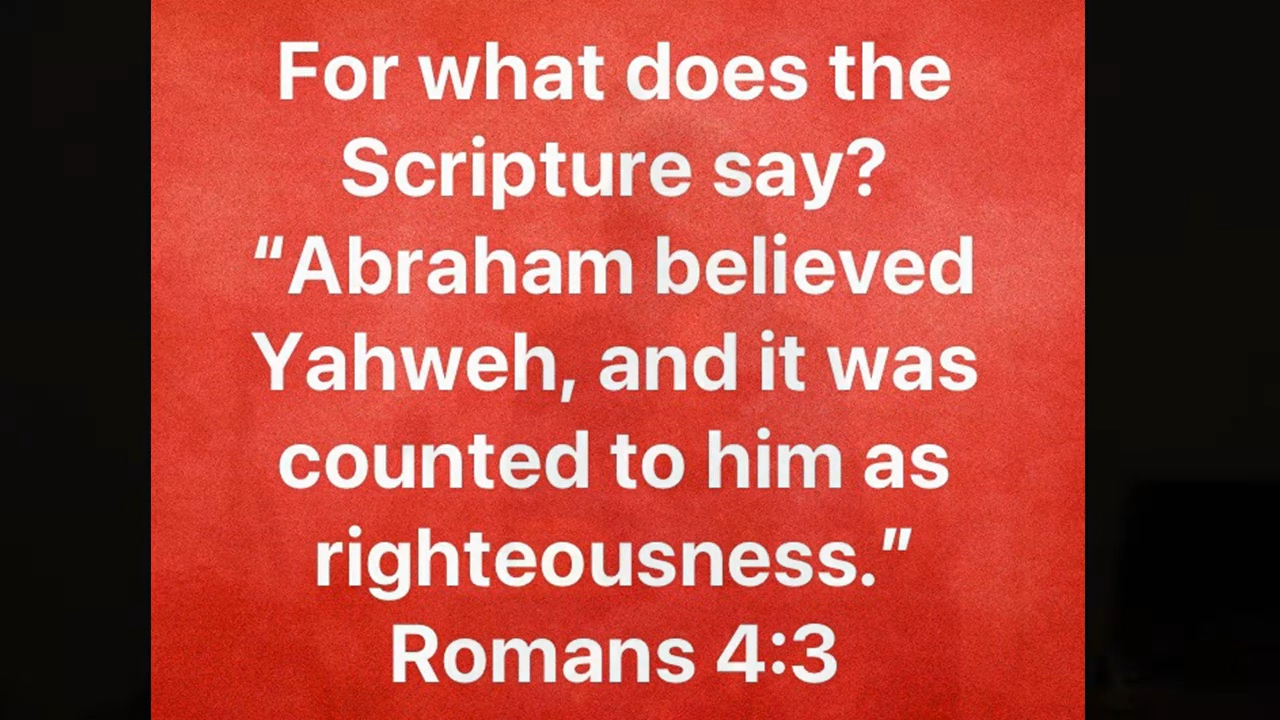 For what does the
Scripture say?
“Abraham believed
Yahweh, and it was
counted to him as
righteousness.”
Romans 4:3